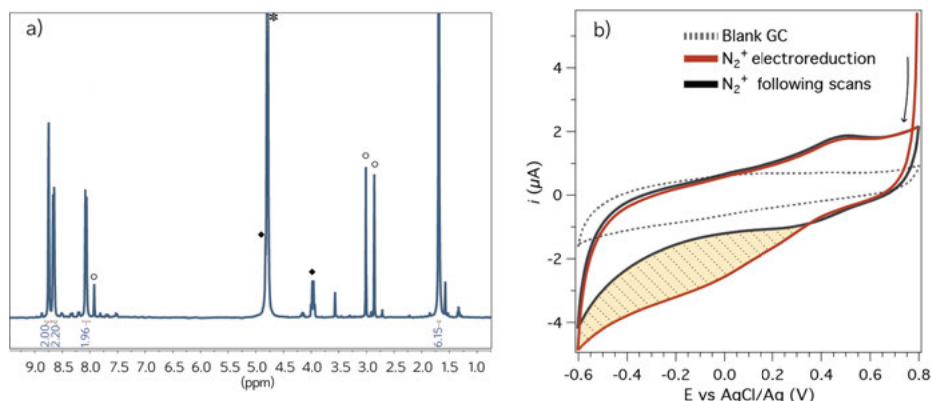 a)
*
2.00
2.20
1.96
6.15
9.0 8.5 8.0 7.5 7.0 6.5 6.0 5.5 5.0 4.5 4.0 3.5 3.0 2.5 2.0 1.5 1.0
(ppm)
b)
Blank GC
N₂⁺ electroreduction
N₂⁺ following scans
4
2
0
-2
-4
i (μA)
-0.6 -0.4 -0.2 0.0 0.2 0.4 0.6 0.8
E vs AgCl/Ag (V)